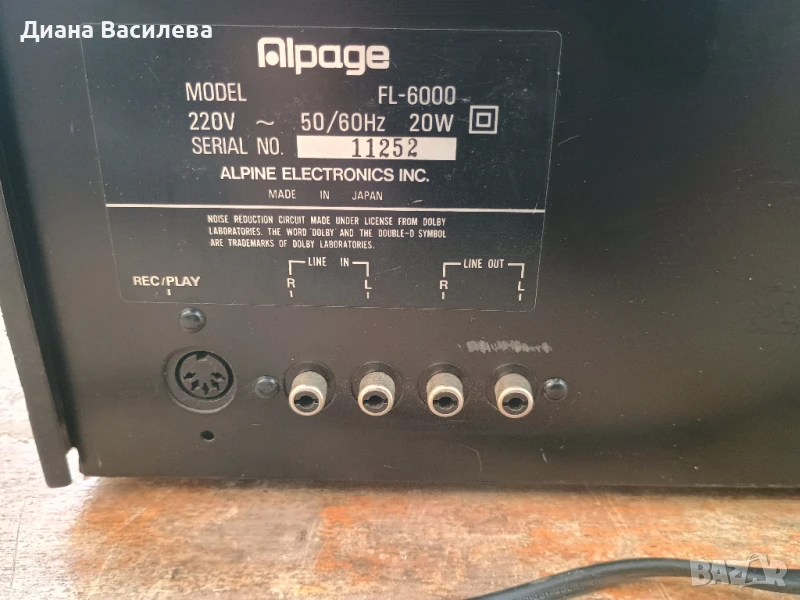 Диана Василева
Alpage
MODEL FL-6000
220V ~ 50/60Hz 20W
SERIAL NO. 11252
ALPINE ELECTRONICS INC.
MADE IN JAPAN
NOISE REDUCTION CIRCUIT MADE UNDER LICENSE FROM DOLBY
LABORATORIES. THE WORD 'DOLBY' AND THE DOUBLE-D SYMBOL
ARE TRADEMARKS OF DOLBY LABORATORIES.
REC/PLAY
LINE IN
R L
LINE OUT
R L
BAZAR